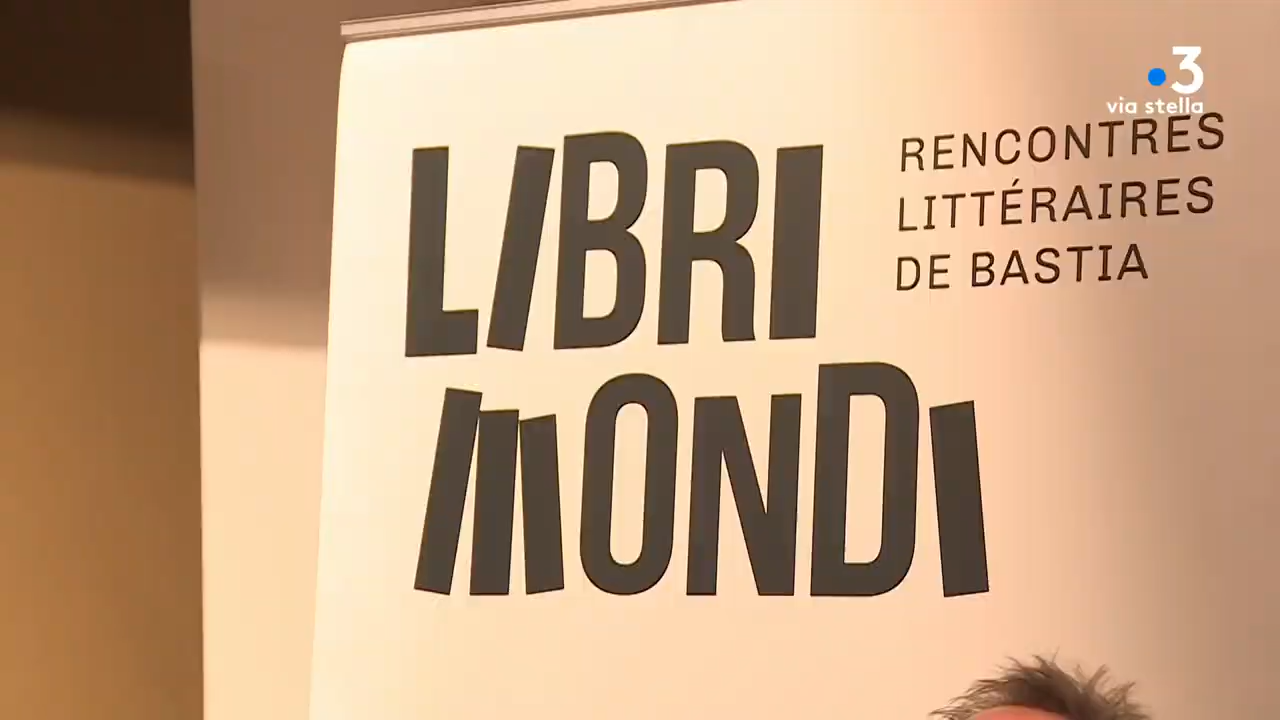 3
via stella
RENCONTRES
LITTÉRAIRES
DE BASTIA
LIBRI
MONDI